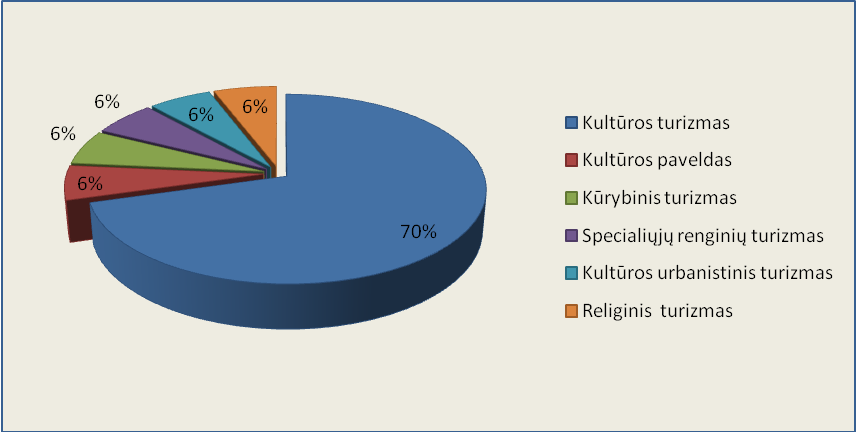 6%
6%
6%
6%
6%
70%
Kultūros turizmas
Kultūros paveldas
Kūrybinis turizmas
Specialiųjų renginių turizmas
Kultūros urbanistinis turizmas
Religinis  turizmas